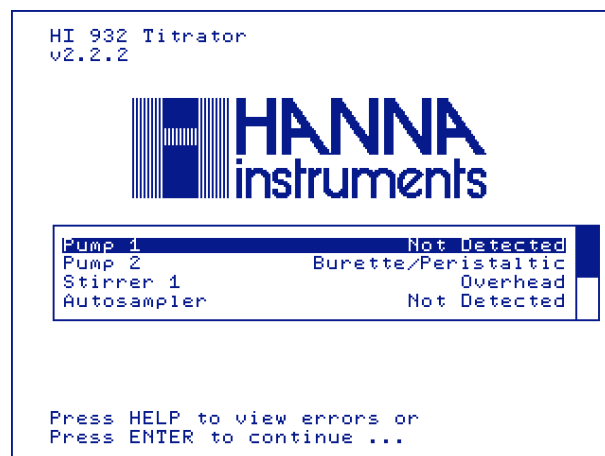 HI 932 Titrator
v2.2.2
HANNA
instruments
Pump 1 Not Detected
Pump 2 Burette/Peristaltic
Stirrer 1 Overhead
Autosampler Not Detected
Press HELP to view errors or
Press ENTER to continue ...